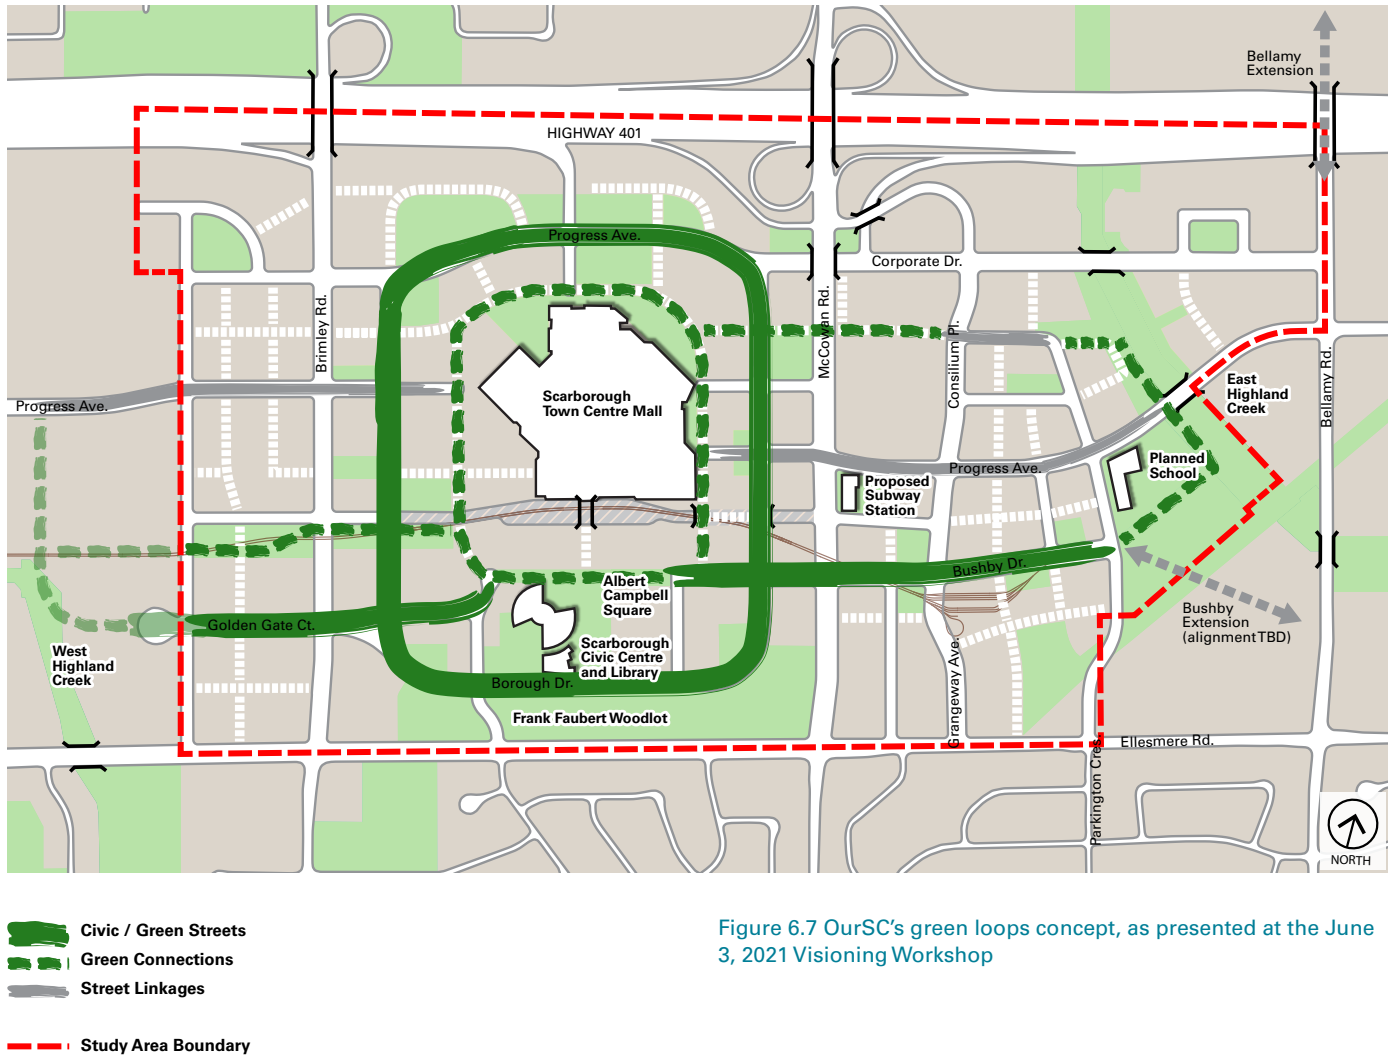 Bellamy
Extension
HIGHWAY 401
Progress Ave.
Corporate Dr.
Brimley Rd.
McCowan Rd.
Consilium Pl.
Bellamy Rd.
Progress Ave.
Scarborough
Town Centre Mall
East
Highland
Creek
Progress Ave.
Planned
School
Proposed
Subway
Station
Bushby Dr.
Albert
Campbell
Square
Golden Gate Ct.
Bushby
Extension
(alignment TBD)
West
Highland
Creek
Scarborough
Civic Centre
and Library
Borough Dr.
Grangeway Ave.
Frank Faubert Woodlot
Ellesmere Rd.
Parkington Cres.
NORTH
Civic / Green Streets
Green Connections
Street Linkages
Study Area Boundary
Figure 6.7 OurSC’s green loops concept, as presented at the June
3, 2021 Visioning Workshop